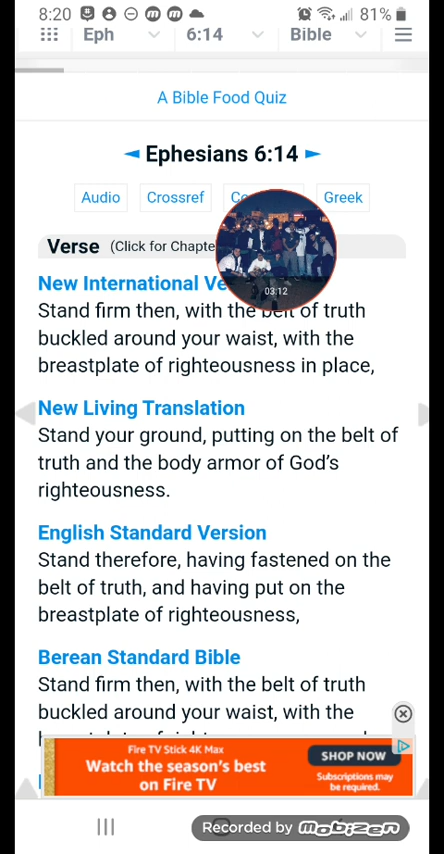 8:20 81%
Eph 6:14 Bible
A Bible Food Quiz
Ephesians 6:14
Audio Crossref Greek
Verse (Click for Chapte
03:12
New International Ve
Stand firm then, with the belt of truth
buckled around your waist, with the
breastplate of righteousness in place,
New Living Translation
Stand your ground, putting on the belt of
truth and the body armor of God’s
righteousness.
English Standard Version
Stand therefore, having fastened on the
belt of truth, and having put on the
breastplate of righteousness,
Berean Standard Bible
Stand firm then, with the belt of truth
buckled around your waist, with the
Fire TV Stick 4K Max
Watch the season's best
on Fire TV
SHOP NOW
Subscriptions may
be required.
Recorded by mobizen